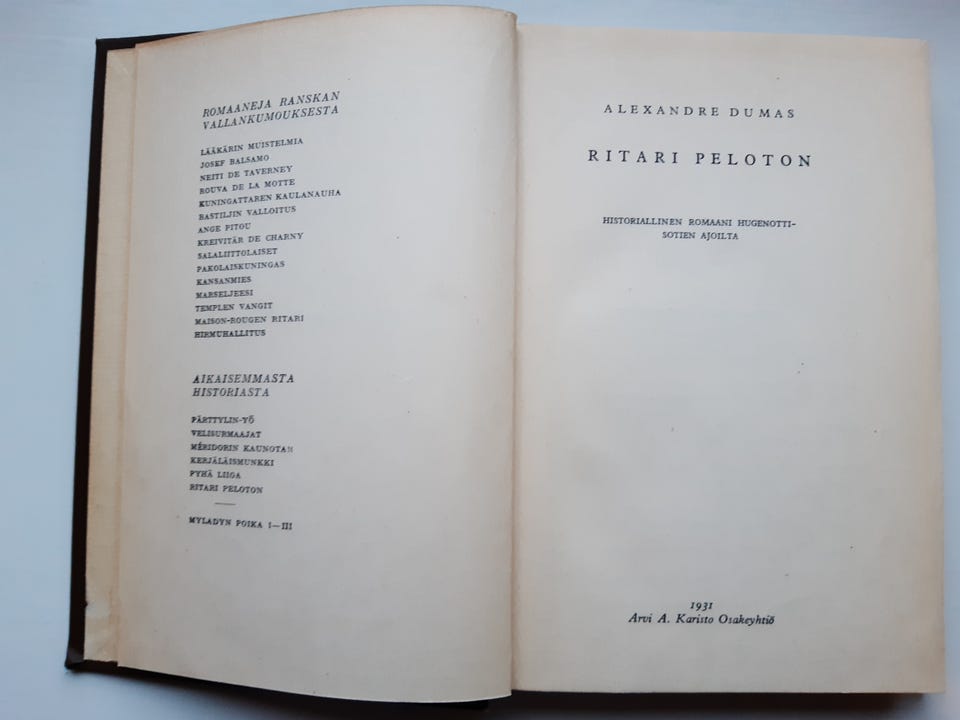 ROMAANEJA RANSKAN
VALLANKUMOUKSESTA
LÄÄKÄRIN MUISTELMIA
JOSEF BALSAMO
NEITI DE TAVERNEY
ROUVA DE LA MOTTE
KUNINGATTAREN KAULANAUHA
BASTILJIN VALLOITUS
ANGE PITOU
KREIVITÄR DE CHARNY
SALALIITTOLAISET
PAKOLAISKUNINGAS
KANSANMIES
MARSELJEESI
TEMPLEN VANGIT
MAISON-ROUGEN RITARI
HIRMUHALLITUS
AIKAISEMMASTA
HISTORIASTA
PÄRTTYLIN-YÖ
VELISURMAAJAT
MÉRIDORIN KAUNOTAR
KERJÄLÄISMUNKKI
PYHÄ LIIGA
RITARI PELOTON
MYLADYN POIKA I—III
ALEXANDRE DUMAS
RITARI PELOTON
HISTORIALLINEN ROMAANI HUGENOTTI-
SOTIEN AJOILTA
1931
Arvi A. Karisto Osakeyhtiö